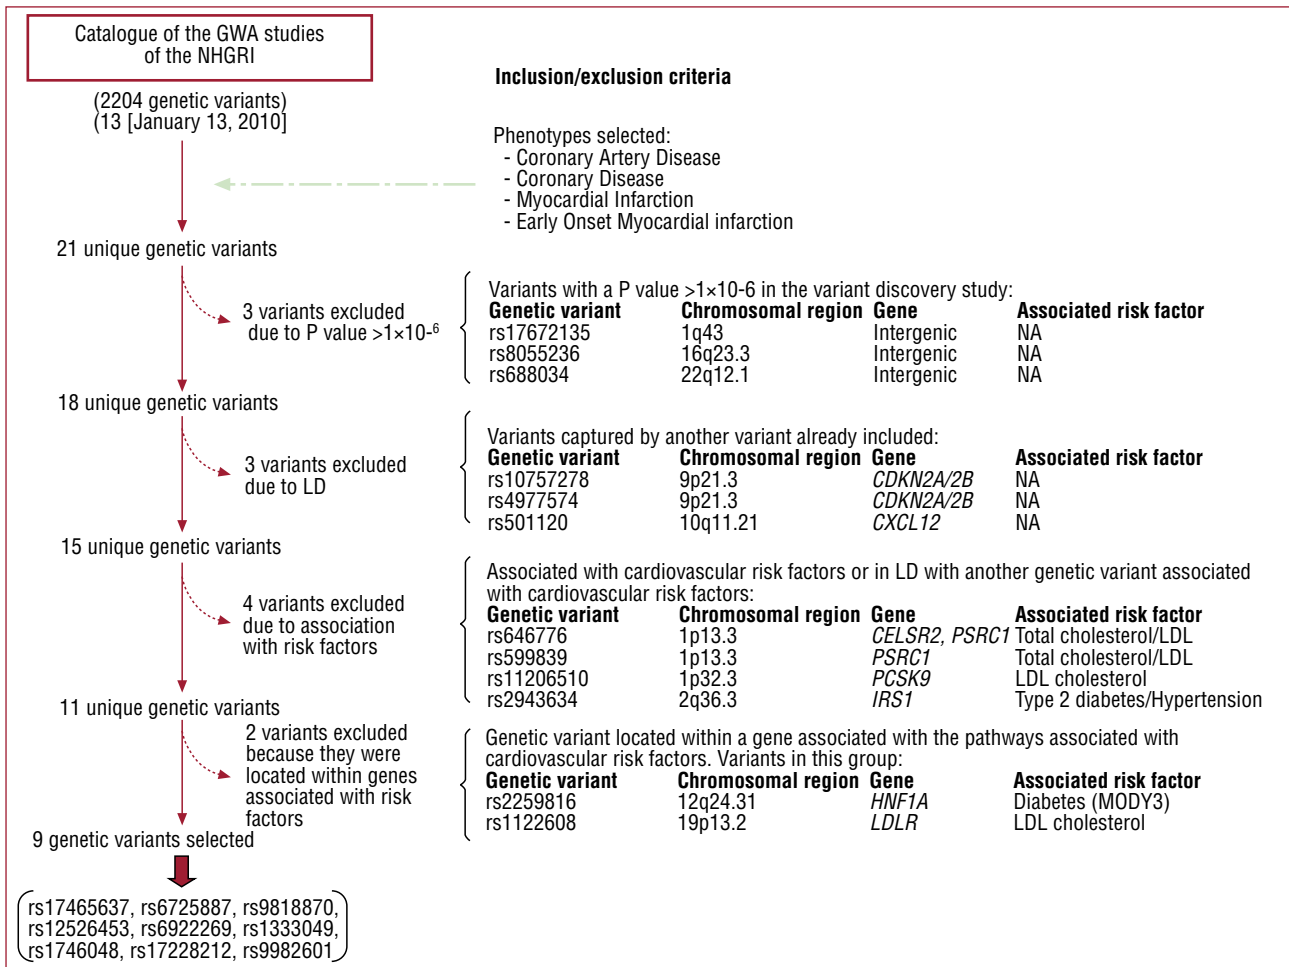 Catalogue of the GWA studies
of the NHGRI
(2204 genetic variants)
(13 [January 13, 2010]
Inclusion/exclusion criteria
Phenotypes selected:
- Coronary Artery Disease
- Coronary Disease
- Myocardial Infarction
- Early Onset Myocardial infarction
21 unique genetic variants
3 variants excluded
due to P value >1×10-⁶
Variants with a P value >1×10-6 in the variant discovery study:
Genetic variant Chromosomal region Gene Associated risk factor
rs17672135 1q43 Intergenic NA
rs8055236 16q23.3 Intergenic NA
rs688034 22q12.1 Intergenic NA
18 unique genetic variants
3 variants excluded
due to LD
Variants captured by another variant already included:
Genetic variant Chromosomal region Gene Associated risk factor
rs10757278 9p21.3 CDKN2A/2B NA
rs4977574 9p21.3 CDKN2A/2B NA
rs501120 10q11.21 CXCL12 NA
15 unique genetic variants
4 variants excluded
due to association
with risk factors
Associated with cardiovascular risk factors or in LD with another genetic variant associated
with cardiovascular risk factors:
Genetic variant Chromosomal region Gene Associated risk factor
rs646776 1p13.3 CELSR2, PSRC1 Total cholesterol/LDL
rs599839 1p13.3 PSRC1 Total cholesterol/LDL
rs11206510 1p32.3 PCSK9 LDL cholesterol
rs2943634 2q36.3 IRS1 Type 2 diabetes/Hypertension
11 unique genetic variants
2 variants excluded
because they were
located within genes
associated with risk
factors
Genetic variant located within a gene associated with the pathways associated with
cardiovascular risk factors. Variants in this group:
Genetic variant Chromosomal region Gene Associated risk factor
rs2259816 12q24.31 HNF1A Diabetes (MODY3)
rs1122608 19p13.2 LDLR LDL cholesterol
9 genetic variants selected
rs17465637, rs6725887, rs9818870,
rs12526453, rs6922269, rs1333049,
rs1746048, rs17228212, rs9982601